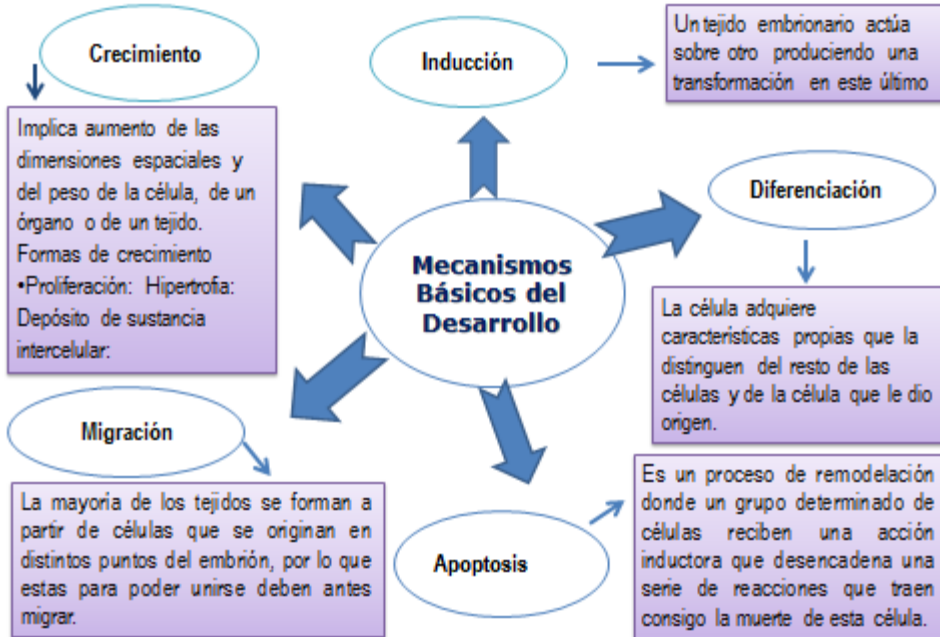 Crecimiento
Implica aumento de las
dimensiones espaciales y
del peso de la célula, de un
órgano o de un tejido.
Formas de crecimiento
•Proliferación: Hipertrofia:
Depósito de sustancia
intercelular:
Inducción
Un tejido embrionario actúa
sobre otro produciendo una
transformación en este último
Diferenciación
La célula adquiere
características propias que la
distinguen del resto de las
células y de la célula que le dio
origen.
Mecanismos
Básicos del
Desarrollo
Migración
La mayoría de los tejidos se forman a
partir de células que se originan en
distintos puntos del embrión, por lo que
estas para poder unirse deben antes
migrar.
Apoptosis
Es un proceso de remodelación
donde un grupo determinado de
células reciben una acción
inductora que desencadena una
serie de reacciones que traen
consigo la muerte de esta célula.